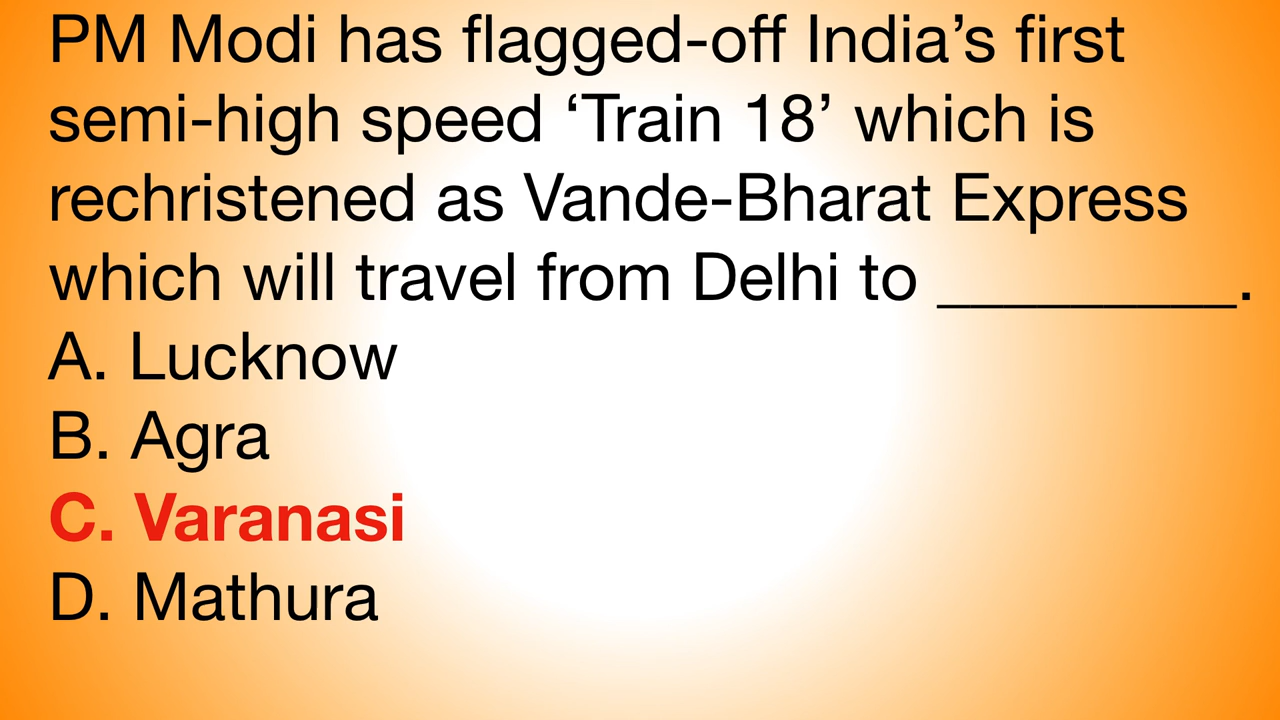 PM Modi has flagged-off India’s first
semi-high speed ‘Train 18’ which is
rechristened as Vande-Bharat Express
which will travel from Delhi to _________.
A. Lucknow
B. Agra
C. Varanasi
D. Mathura